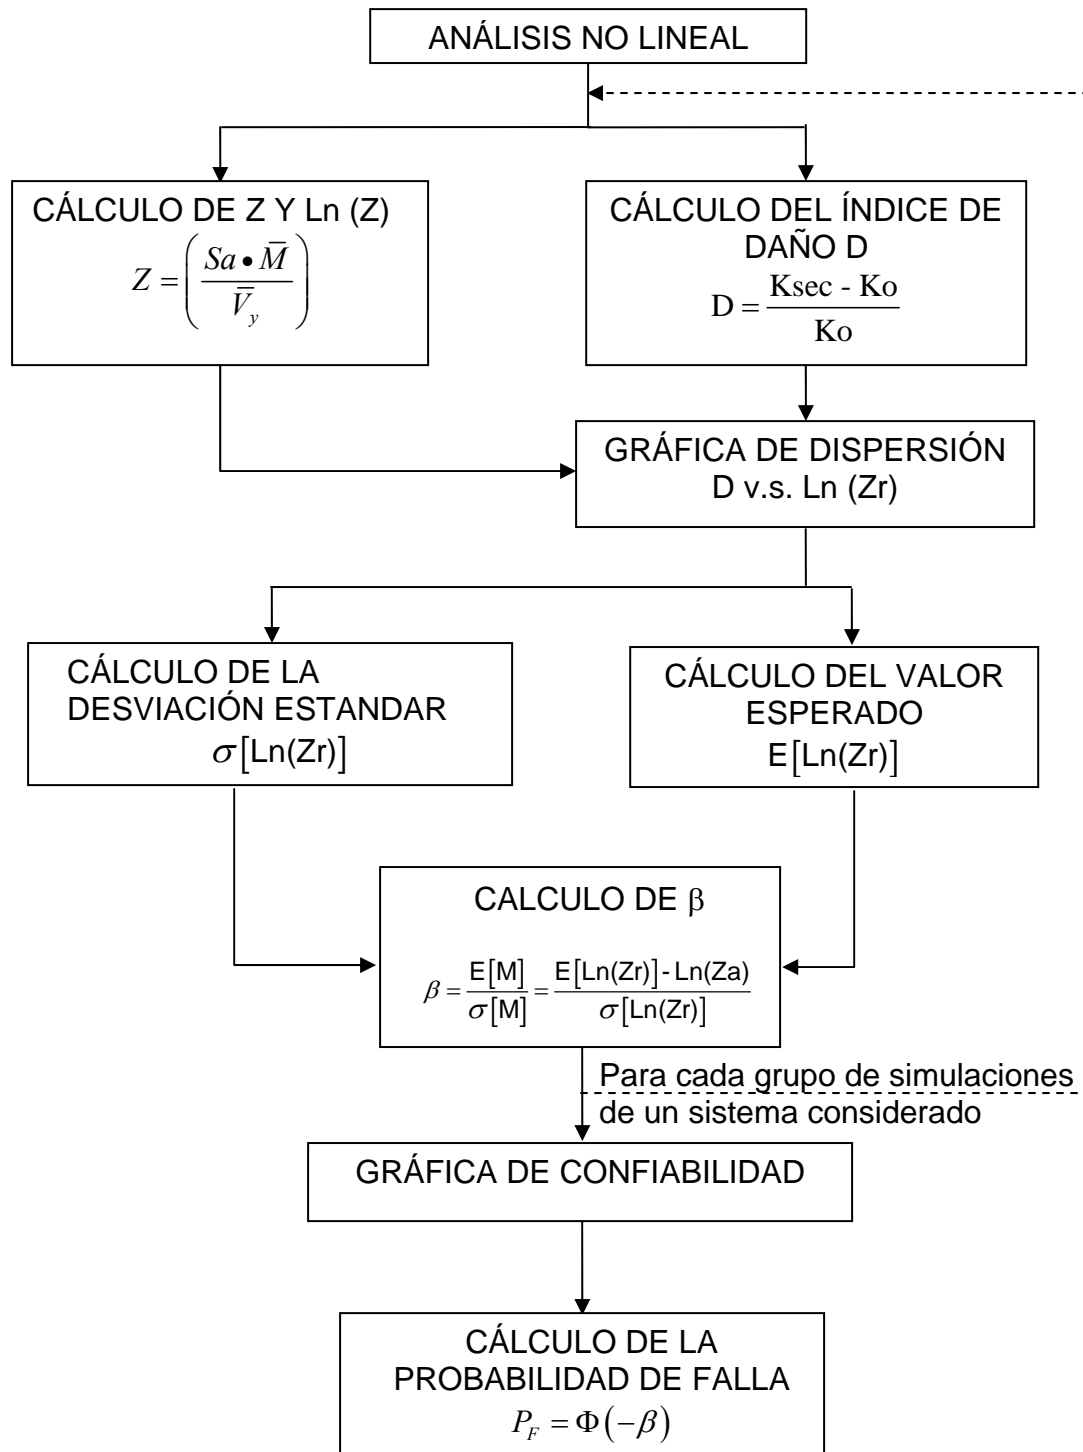 ANÁLISIS NO LINEAL
CÁLCULO DE Z Y Ln (Z)
Z = ( Sa • M̄ / V̄y )
CÁLCULO DEL ÍNDICE DE
DAÑO D
D = (Ksec - Ko) / Ko
GRÁFICA DE DISPERSIÓN
D v.s. Ln (Zr)
CÁLCULO DE LA
DESVIACIÓN ESTANDAR
σ[Ln(Zr)]
CÁLCULO DEL VALOR
ESPERADO
E[Ln(Zr)]
CALCULO DE β
β = E[M] / σ[M] = (E[Ln(Zr)] - Ln(Za)) / σ[Ln(Zr)]
Para cada grupo de simulaciones
de un sistema considerado
GRÁFICA DE CONFIABILIDAD
CÁLCULO DE LA
PROBABILIDAD DE FALLA
P_F = Φ(-β)